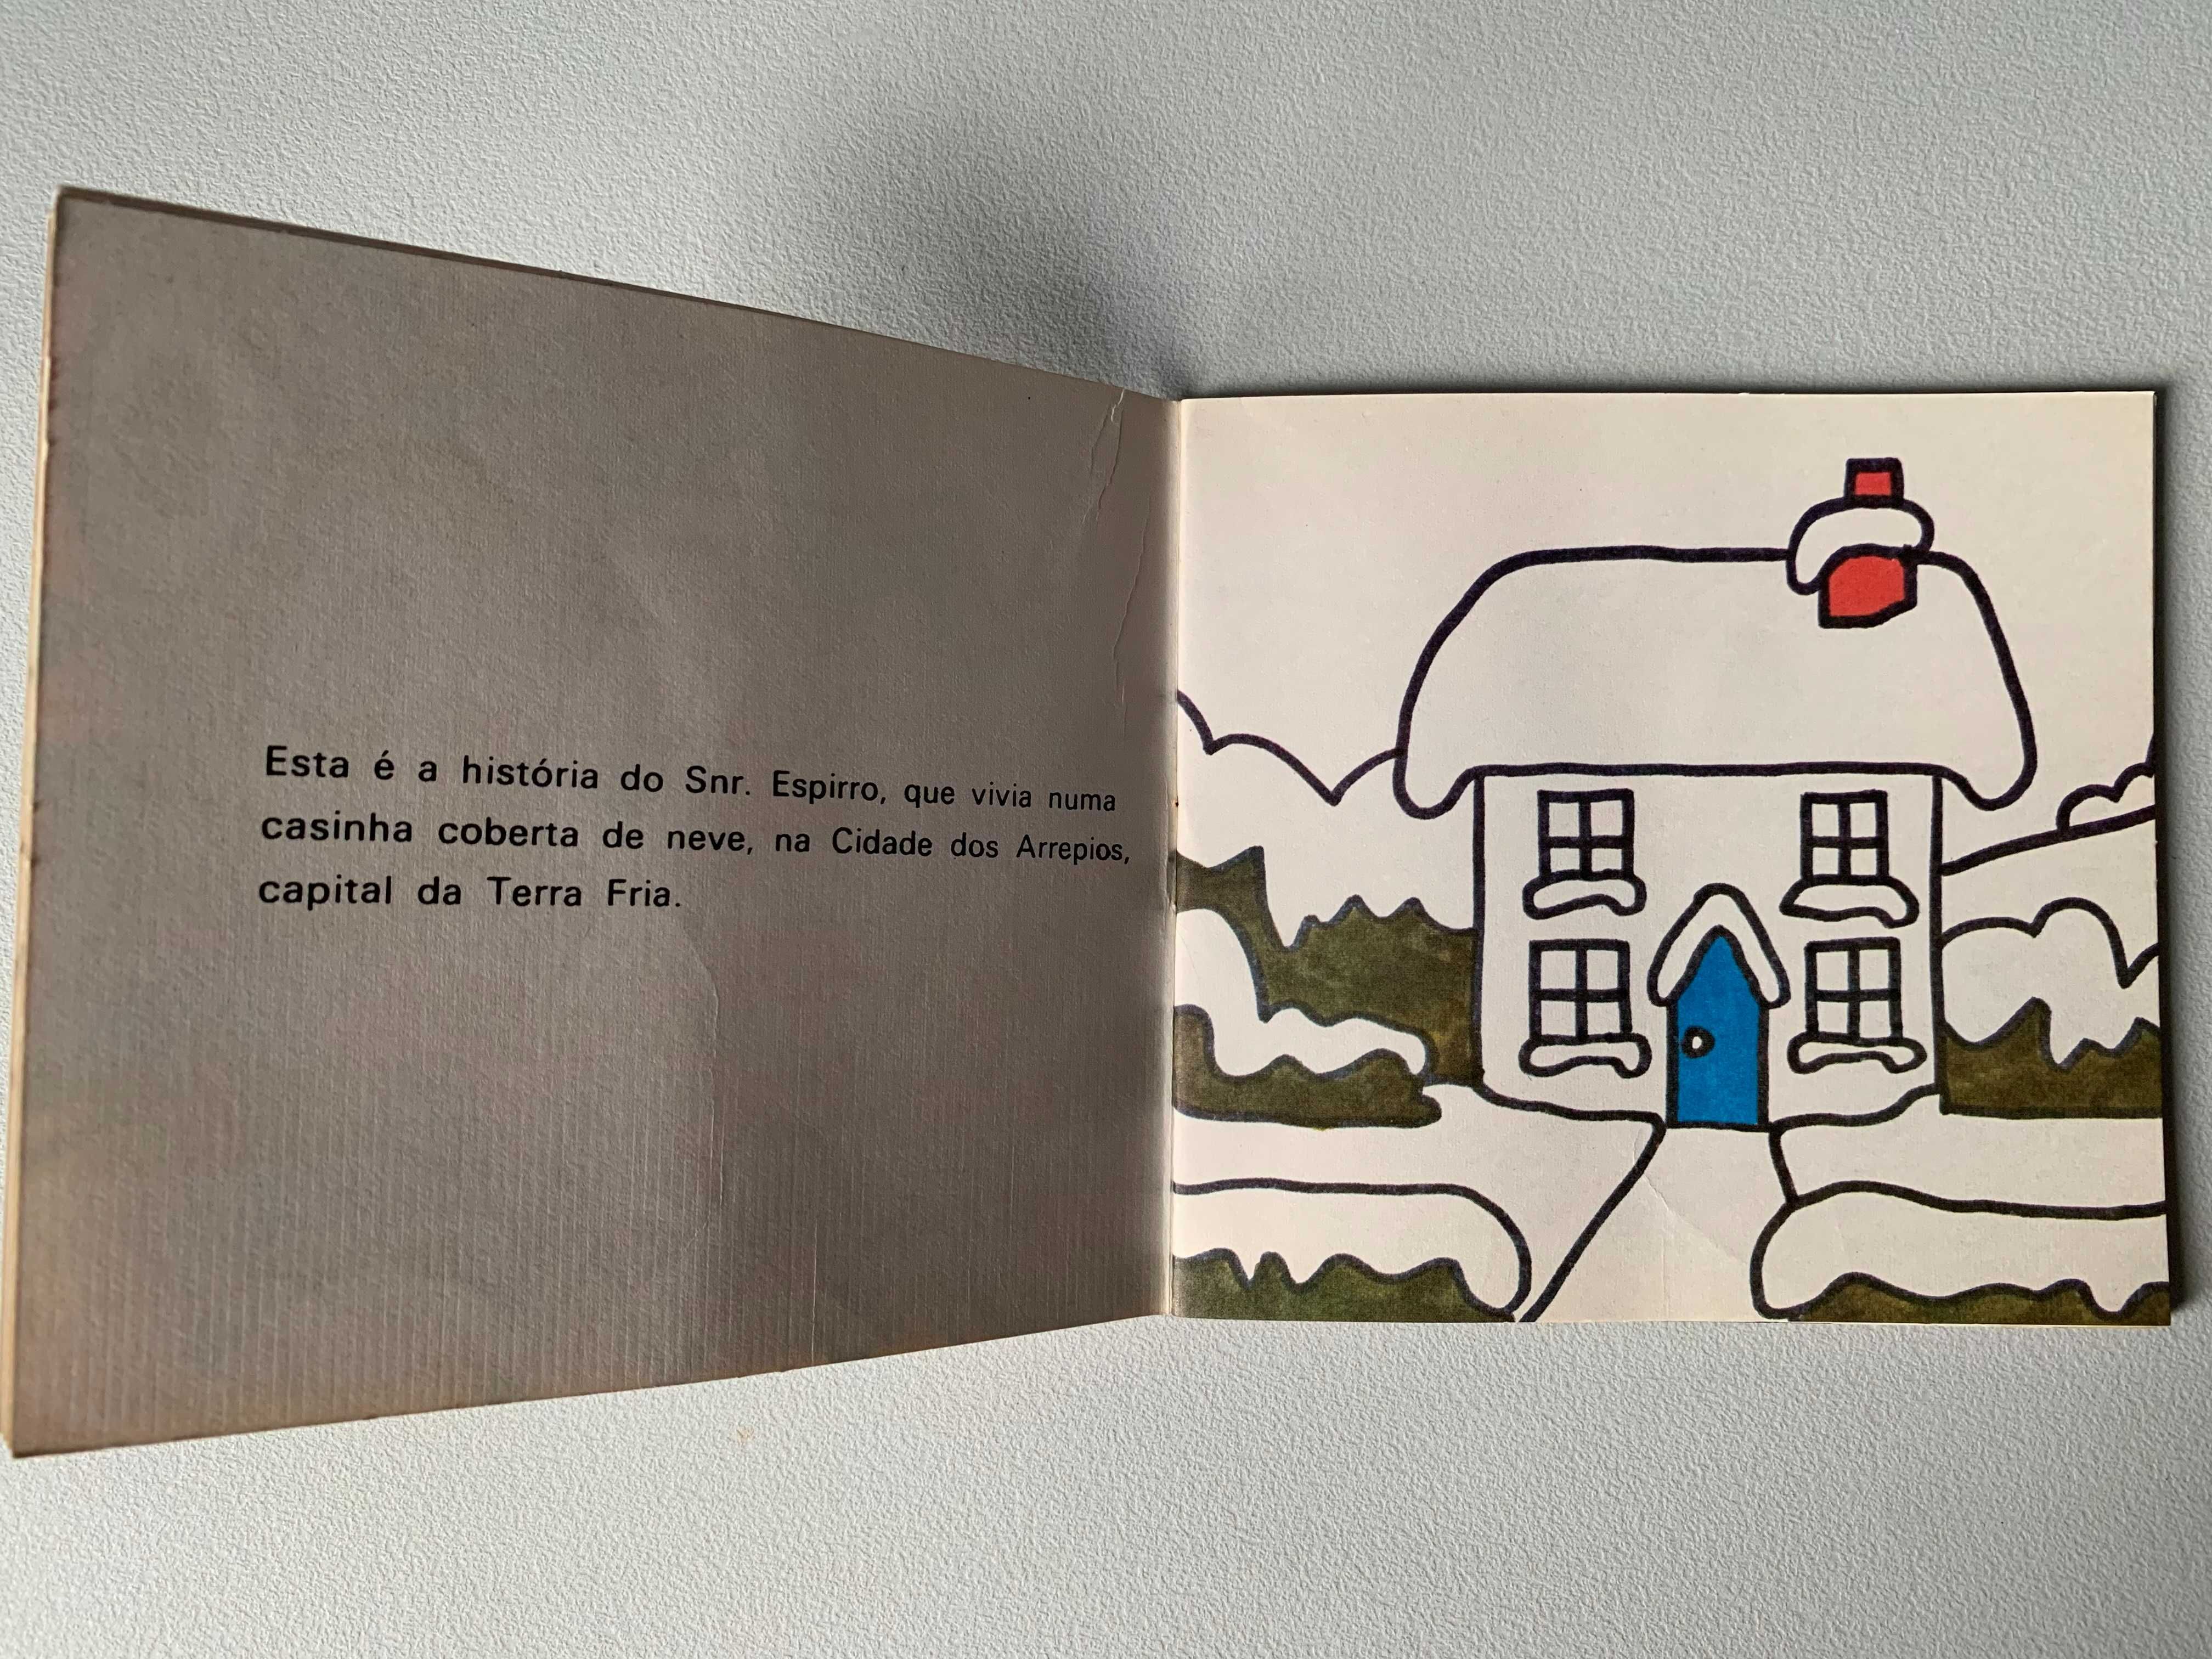 Esta é a história do Snr. Espirro, que vivia numa
casinha coberta de neve, na Cidade dos Arrepios,
capital da Terra Fria.